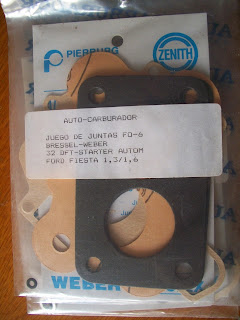 PIERBURG
ZENITH
AUTO-CARBURADOR
JUEGO DE JUNTAS FO-6
BRESSEL-WEBER
32 DFT-STARTER AUTOM
FORD FIESTA 1,3/1,6
WEBER